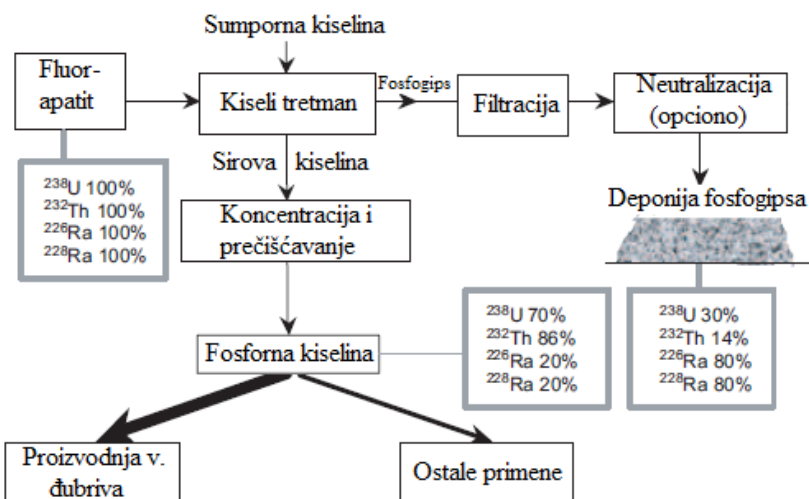 Sumporna kiselina
Fluor-
apatit
Kiseli tretman
Fosfogips
Filtracija
Neutralizacija
(opciono)
Sirova kiselina
238U 100%
232Th 100%
226Ra 100%
228Ra 100%
Koncentracija i
prečišćavanje
Deponija fosfogipsa
Fosforna kiselina
238U 70%
232Th 86%
226Ra 20%
228Ra 20%
238U 30%
232Th 14%
226Ra 80%
228Ra 80%
Proizvodnja v.
đubriva
Ostale primene